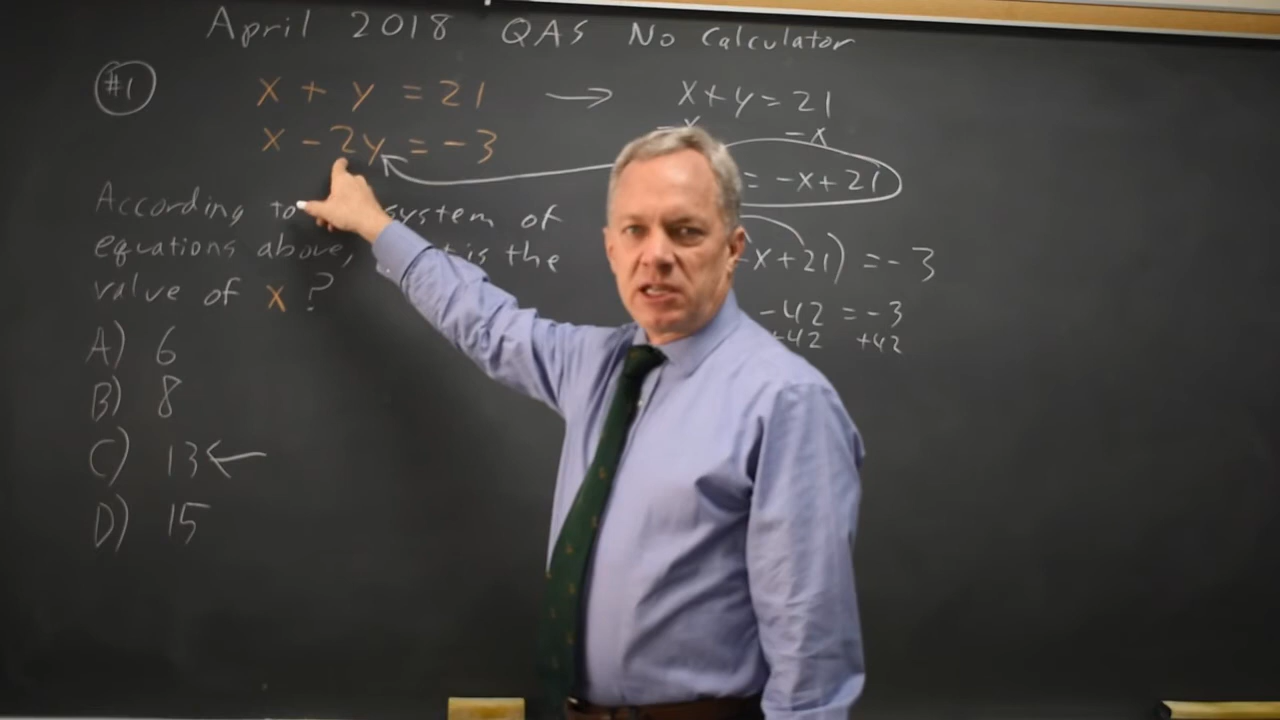 April 2018 QAS No Calculator
#1
x + y = 21 → x + y = 21
x - 2y = -3
-x -x
= -x + 21
According to system of
equations above, is the
value of x ?
-x + 21) = -3
-42 = -3
+42 +42
A) 6
B) 8
C) 13 ←
D) 15